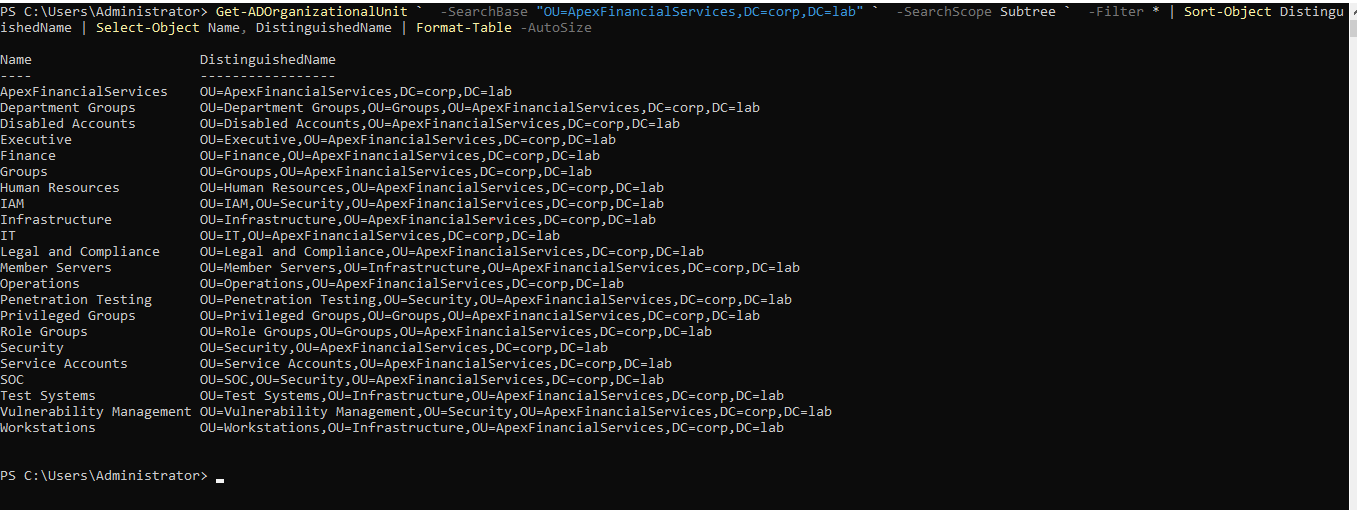 PS C:\Users\Administrator> Get-ADOrganizationalUnit `  -SearchBase "OU=ApexFinancialServices,DC=corp,DC=lab" `  -SearchScope Subtree `  -Filter * | Sort-Object Distingu
ishedName | Select-Object Name, DistinguishedName | Format-Table -AutoSize
Name                   DistinguishedName
----                   -----------------
ApexFinancialServices    OU=ApexFinancialServices,DC=corp,DC=lab
Department Groups        OU=Department Groups,OU=Groups,OU=ApexFinancialServices,DC=corp,DC=lab
Disabled Accounts        OU=Disabled Accounts,OU=ApexFinancialServices,DC=corp,DC=lab
Executive                OU=Executive,OU=ApexFinancialServices,DC=corp,DC=lab
Finance                  OU=Finance,OU=ApexFinancialServices,DC=corp,DC=lab
Groups                   OU=Groups,OU=ApexFinancialServices,DC=corp,DC=lab
Human Resources          OU=Human Resources,OU=ApexFinancialServices,DC=corp,DC=lab
IAM                      OU=IAM,OU=Security,OU=ApexFinancialServices,DC=corp,DC=lab
Infrastructure           OU=Infrastructure,OU=ApexFinancialServices,DC=corp,DC=lab
IT                       OU=IT,OU=ApexFinancialServices,DC=corp,DC=lab
Legal and Compliance     OU=Legal and Compliance,OU=ApexFinancialServices,DC=corp,DC=lab
Member Servers           OU=Member Servers,OU=Infrastructure,OU=ApexFinancialServices,DC=corp,DC=lab
Operations               OU=Operations,OU=ApexFinancialServices,DC=corp,DC=lab
Penetration Testing      OU=Penetration Testing,OU=Security,OU=ApexFinancialServices,DC=corp,DC=lab
Privileged Groups        OU=Privileged Groups,OU=Groups,OU=ApexFinancialServices,DC=corp,DC=lab
Role Groups              OU=Role Groups,OU=Groups,OU=ApexFinancialServices,DC=corp,DC=lab
Security                 OU=Security,OU=ApexFinancialServices,DC=corp,DC=lab
Service Accounts         OU=Service Accounts,OU=ApexFinancialServices,DC=corp,DC=lab
SOC                      OU=SOC,OU=Security,OU=ApexFinancialServices,DC=corp,DC=lab
Test Systems             OU=Test Systems,OU=Infrastructure,OU=ApexFinancialServices,DC=corp,DC=lab
Vulnerability Management OU=Vulnerability Management,OU=Security,OU=ApexFinancialServices,DC=corp,DC=lab
Workstations             OU=Workstations,OU=Infrastructure,OU=ApexFinancialServices,DC=corp,DC=lab
PS C:\Users\Administrator>